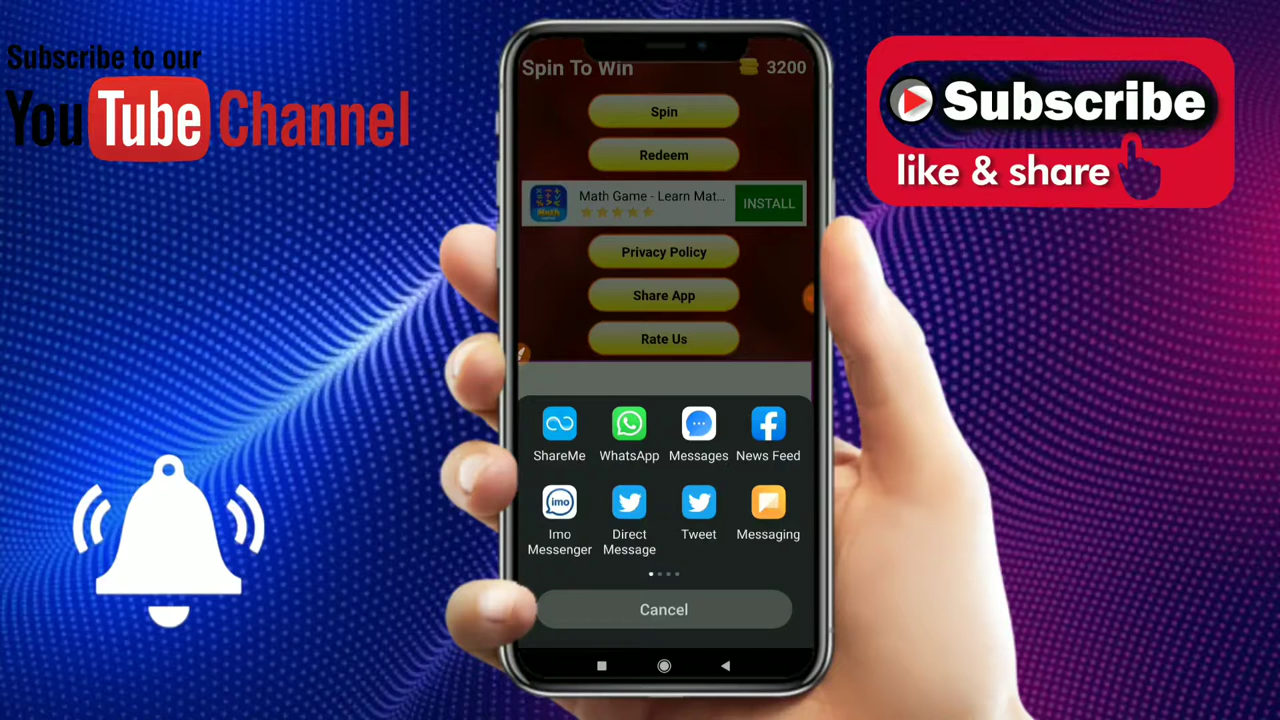 Subscribe to our
YouTube Channel
Subscribe
like & share
Spin To Win
3200
Spin
Redeem
Math Game - Learn Mat...
INSTALL
Privacy Policy
Share App
Rate Us
ShareMe
WhatsApp
Messages
News Feed
imo
Imo
Messenger
Direct
Message
Tweet
Messaging
Cancel